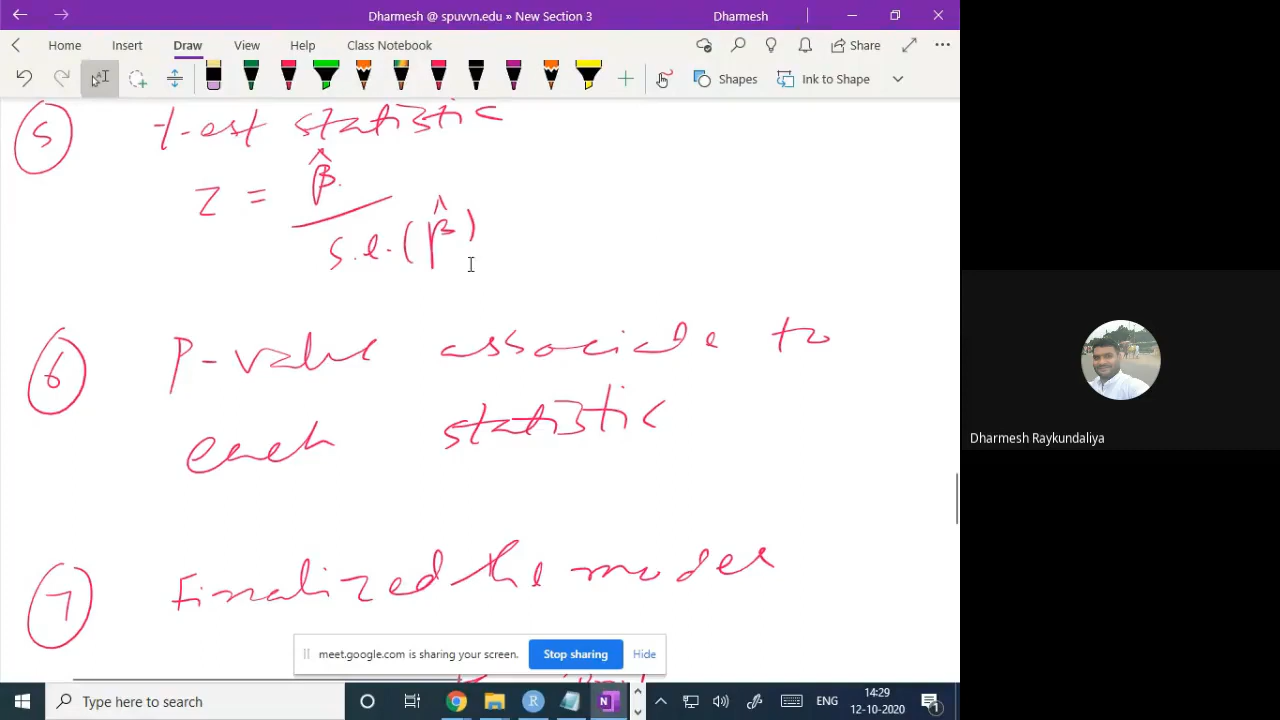 Dharmesh @ spuvvn.edu » New Section 3
Dharmesh
Home Insert Draw View Help Class Notebook
Share
Shapes
Ink to Shape
5 test statistic
Z = β̂ / s.e.(β̂)
6 P-value associate to
each statistic
7 Finalized the model
meet.google.com is sharing your screen.
Stop sharing
Hide
Dharmesh Raykundaliya
Type here to search
ENG
14:29
12-10-2020
1